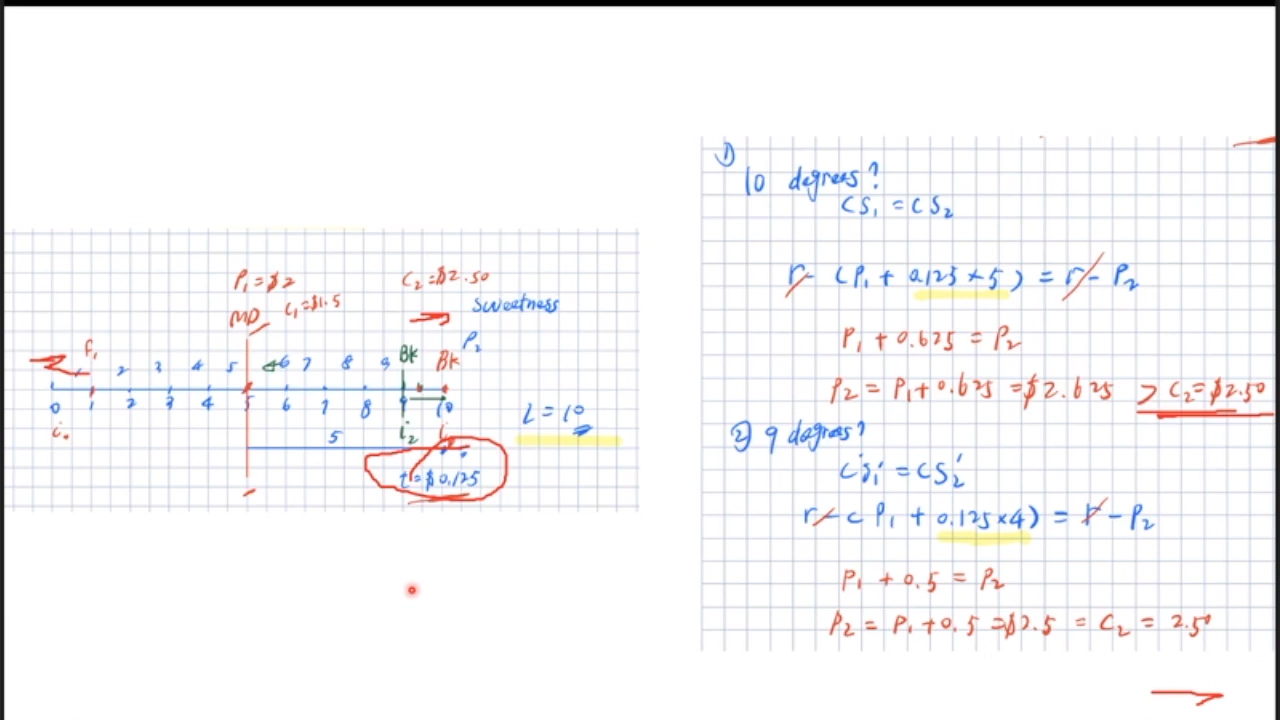 P₁ = $2
C₂ = $2.50
MD C₁ = $1.5
Sweetness
P₂
F₁ 2 3 4 5 6 7 8 9 BK BK
0 1 2 3 4 5 6 7 8 9 10
L = 10
i₀ 5 i₂
t = $0.125
①
10 degrees?
CS₁ = CS₂
r - (P₁ + 0.125 × 5) = r - P₂
P₁ + 0.625 = P₂
P₂ = P₁ + 0.625 = $2.625 > C₂ = $2.50
② 9 degrees?
CS₁' = CS₂'
r - (P₁ + 0.125 × 4) = r - P₂
P₁ + 0.5 = P₂
P₂ = P₁ + 0.5 = $2.5 = C₂ = 2.50